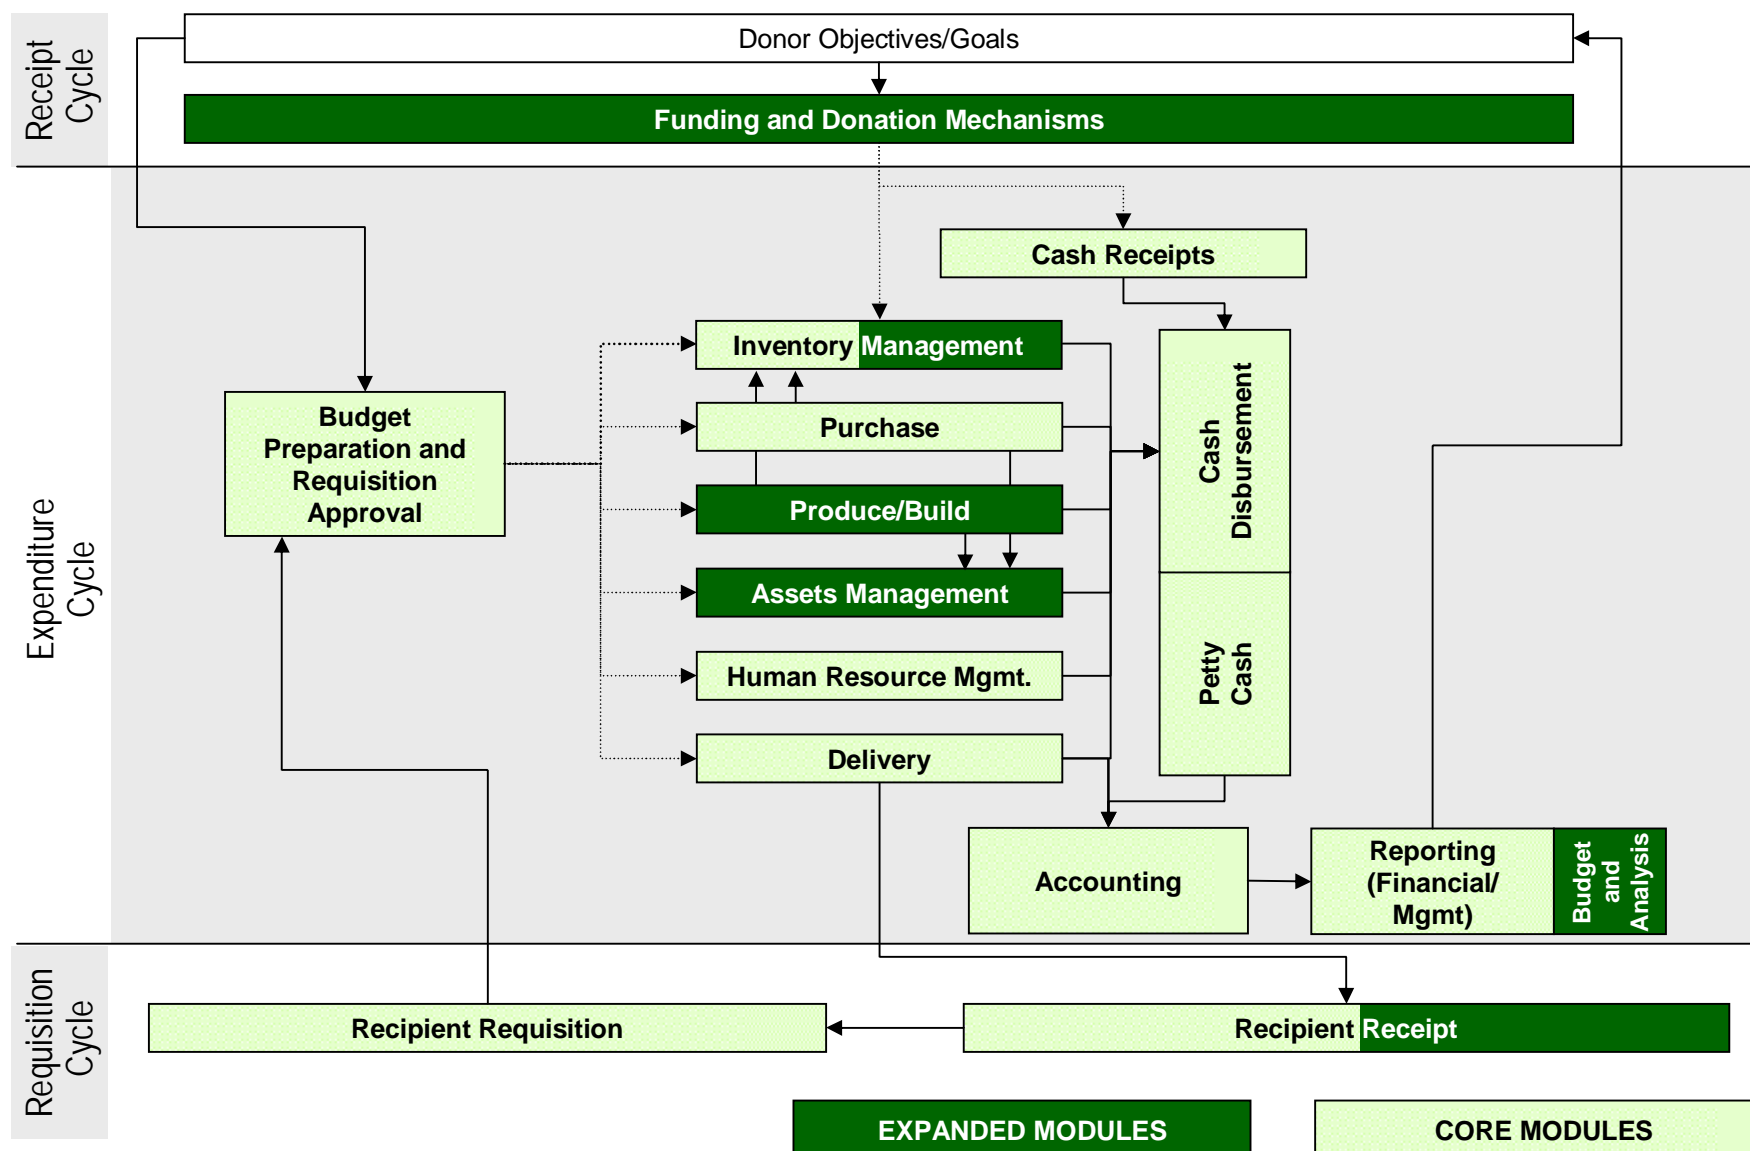 Receipt
Cycle
Donor Objectives/Goals
Funding and Donation Mechanisms
Expenditure
Cycle
Cash Receipts
Inventory Management
Budget
Preparation and
Requisition
Approval
Purchase
Produce/Build
Assets Management
Human Resource Mgmt.
Delivery
Cash
Disbursement
Petty
Cash
Accounting
Reporting
(Financial/
Mgmt)
Budget
and
Analysis
Requisition
Cycle
Recipient Requisition
Recipient Receipt
EXPANDED MODULES
CORE MODULES